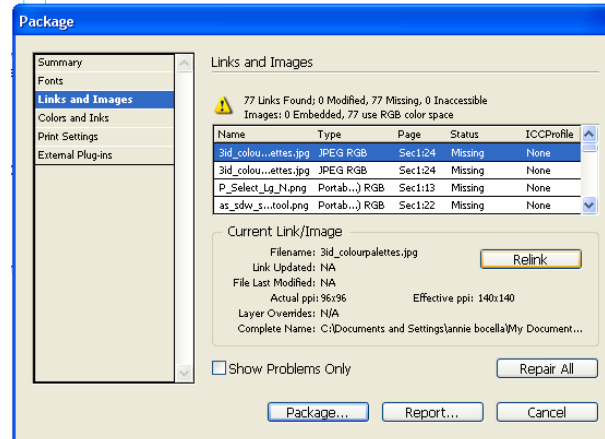 Package
Summary
Fonts
Links and Images
Colors and Inks
Print Settings
External Plug-ins
Links and Images
77 Links Found; 0 Modified, 77 Missing, 0 Inaccessible
Images: 0 Embedded, 77 use RGB color space
Name Type Page Status ICCProfile
3id_colou...ettes.jpg JPEG RGB Sec1:24 Missing None
3id_colou...ettes.jpg JPEG RGB Sec1:24 Missing None
P_Select_Lg_N.png Portab...) RGB Sec1:13 Missing None
as_sdw_s...tool.png Portab...) RGB Sec1:22 Missing None
Current Link/Image
Filename: 3id_colourpalettes.jpg
Relink
Link Updated: NA
File Last Modified: NA
Actual ppi: 96x96 Effective ppi: 140x140
Layer Overrides: N/A
Complete Name: C:\Documents and Settings\annie bocella\My Document...
Show Problems Only
Repair All
Package... Report... Cancel